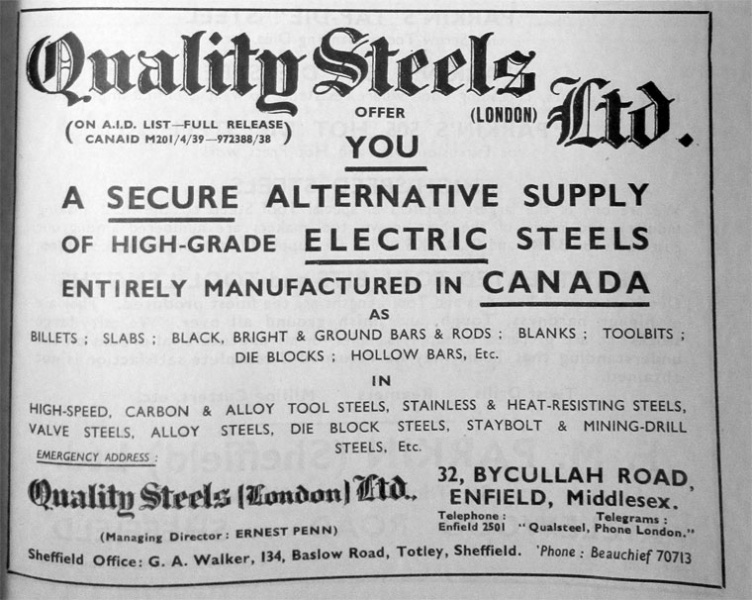 Quality Steels
(LONDON) Ltd.
(ON A.I.D. LIST—FULL RELEASE
CANAID M201/4/39—972388/38)
OFFER
YOU
A SECURE ALTERNATIVE SUPPLY
OF HIGH-GRADE ELECTRIC STEELS
ENTIRELY MANUFACTURED IN CANADA
AS
BILLETS ; SLABS ; BLACK, BRIGHT & GROUND BARS & RODS ; BLANKS ; TOOLBITS ;
DIE BLOCKS ; HOLLOW BARS, Etc.
IN
HIGH-SPEED, CARBON & ALLOY TOOL STEELS, STAINLESS & HEAT-RESISTING STEELS,
VALVE STEELS, ALLOY STEELS, DIE BLOCK STEELS, STAYBOLT & MINING-DRILL
STEELS, Etc.
EMERGENCY ADDRESS :
Quality Steels (London) Ltd.,
(Managing Director : ERNEST PENN)
32, BYCULLAH ROAD,
ENFIELD, Middlesex.
Telephone : Telegrams :
Enfield 2501 "Qualsteel, Phone London."
Sheffield Office: G. A. Walker, 134, Baslow Road, Totley, Sheffield. 'Phone : Beauchief 70713